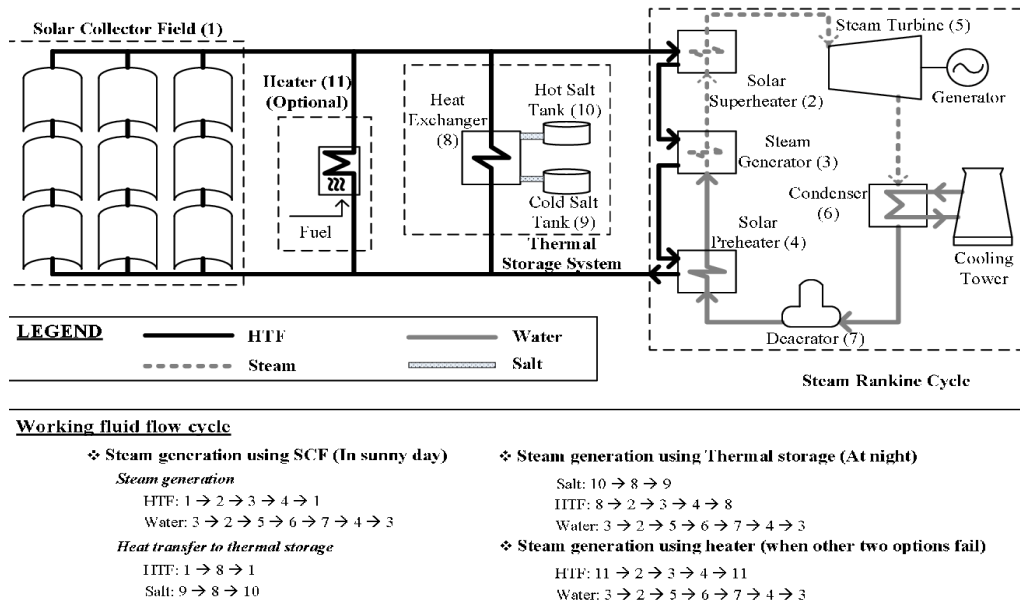 Solar Collector Field (1)
Heater (11)
(Optional)
Fuel
Heat
Exchanger
(8)
Hot Salt
Tank (10)
Cold Salt
Tank (9)
Thermal
Storage System
Steam Turbine (5)
Generator
Solar
Superheater (2)
Steam
Generator (3)
Condenser
(6)
Solar
Preheater (4)
Cooling
Tower
Deaerator (7)
Steam Rankine Cycle
LEGEND
HTF
Water
Steam
Salt
Working fluid flow cycle
❖ Steam generation using SCF (In sunny day)
Steam generation
HTF: 1 → 2 → 3 → 4 → 1
Water: 3 → 2 → 5 → 6 → 7 → 4 → 3
Heat transfer to thermal storage
HTF: 1 → 8 → 1
Salt: 9 → 8 → 10
❖ Steam generation using Thermal storage (At night)
Salt: 10 → 8 → 9
HTF: 8 → 2 → 3 → 4 → 8
Water: 3 → 2 → 5 → 6 → 7 → 4 → 3
❖ Steam generation using heater (when other two options fail)
HTF: 11 → 2 → 3 → 4 → 11
Water: 3 → 2 → 5 → 6 → 7 → 4 → 3